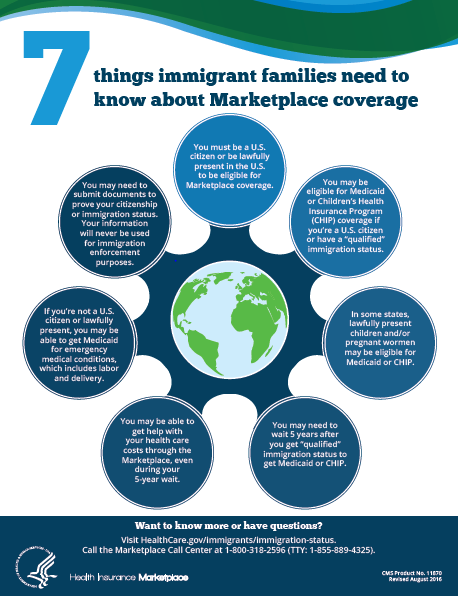 7
things immigrant families need to
know about Marketplace coverage
You must be a U.S.
citizen or be lawfully
present in the U.S.
to be eligible for
Marketplace coverage.
You may be
eligible for Medicaid
or Children's Health
Insurance Program
(CHIP) coverage if
you're a U.S. citizen
or have a "qualified"
immigration status.
In some states,
lawfully present
children and/or
pregnant women
may be eligible for
Medicaid or CHIP.
You may need to
wait 5 years after
you get "qualified"
immigration status to
get Medicaid or CHIP.
You may be able to
get help with
your health care
costs through the
Marketplace, even
during your
5-year wait.
If you're not a U.S.
citizen or lawfully
present, you may be
able to get Medicaid
for emergency
medical conditions,
which includes labor
and delivery.
You may need to
submit documents to
prove your citizenship
or immigration status.
Your information
will never be used
for immigration
enforcement
purposes.
Want to know more or have questions?
Visit HealthCare.gov/immigrants/immigration-status.
Call the Marketplace Call Center at 1-800-318-2596 (TTY: 1-855-889-4325).
Health Insurance Marketplace
CMS Product No. 11870
Revised August 2016